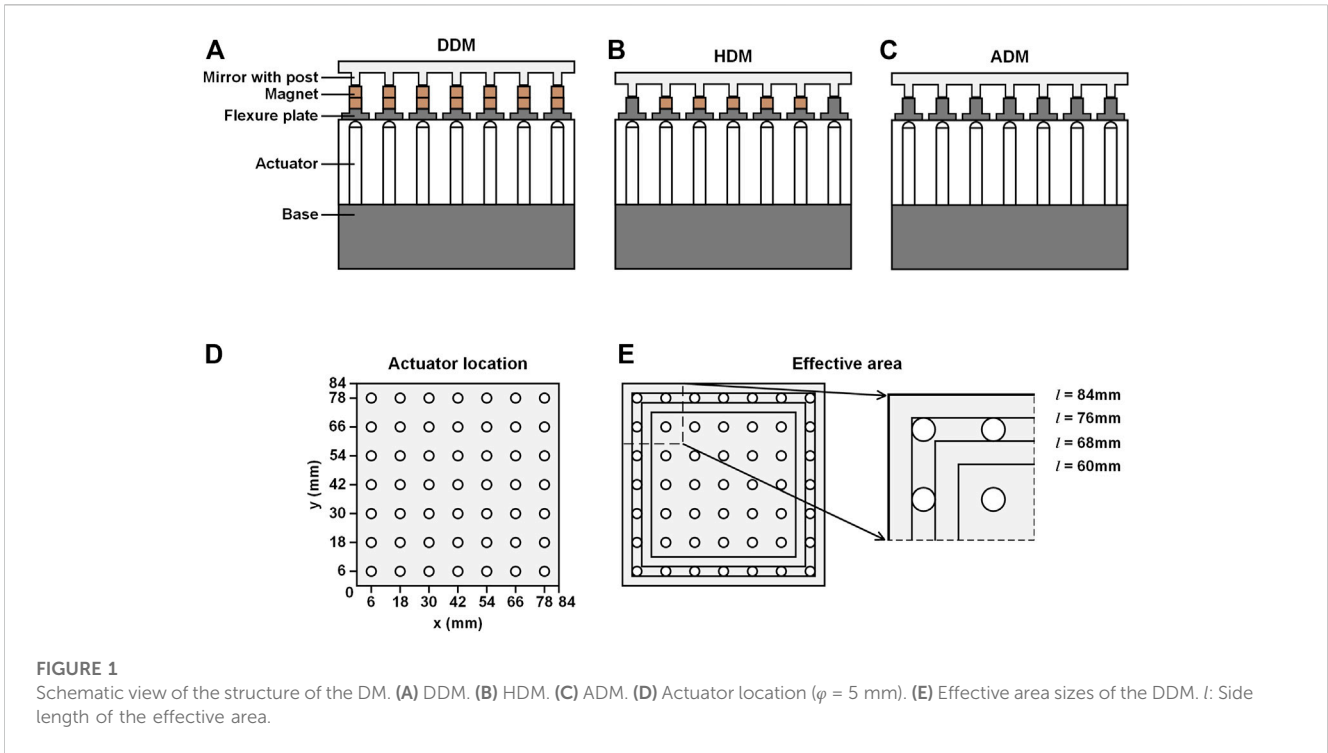 A
DDM
Mirror with post
Magnet
Flexure plate
Actuator
Base
B
HDM
C
ADM
D
Actuator location
84
78
66
54
42
30
18
6
0
y (mm)
6 18 30 42 54 66 78 84
x (mm)
E
Effective area
l = 84mm
l = 76mm
l = 68mm
l = 60mm
FIGURE 1
Schematic view of the structure of the DM. (A) DDM. (B) HDM. (C) ADM. (D) Actuator location (φ = 5 mm). (E) Effective area sizes of the DDM. l: Side
length of the effective area.